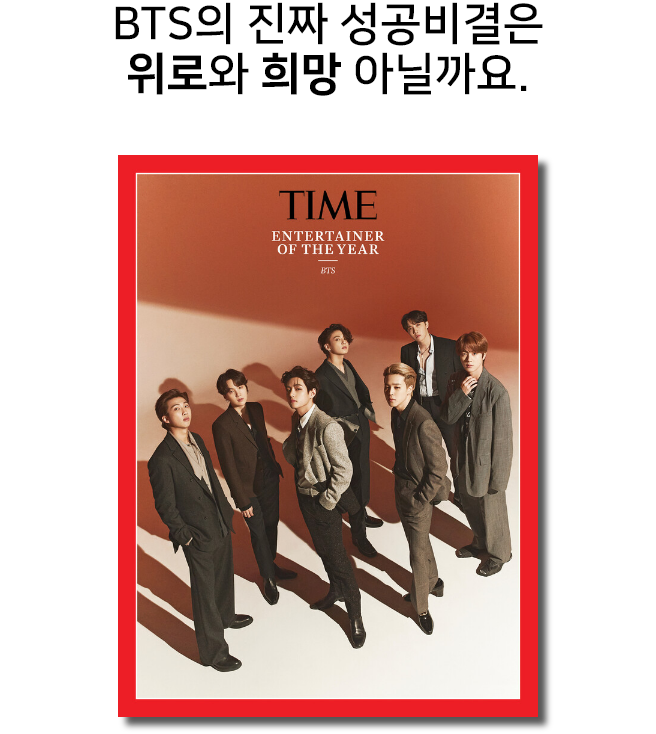 BTS의 진짜 성공비결은
위로와 희망 아닐까요.
TIME
ENTERTAINER
OF THE YEAR
BTS